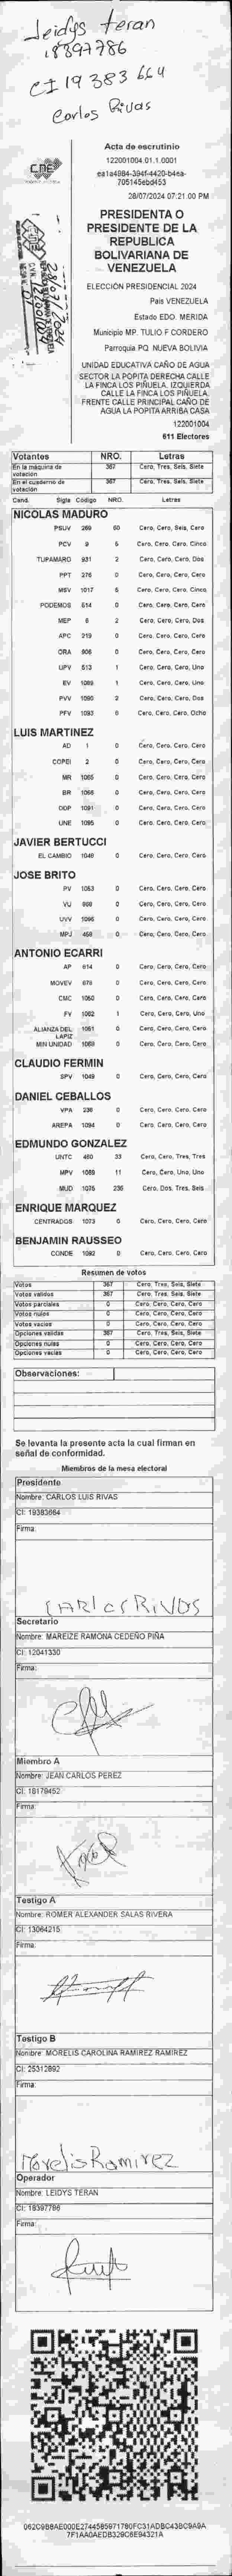 Leidys teran
18397786
CI 19 383 664
Carlos Rivas
CNE
Acta de escrutinio
122001004.01.1.0001
ea1a4984-394f-4420-b4ea-
705145ebd453
28/07/2024 07:21:00 PM
PRESIDENTA O
PRESIDENTE DE LA
REPUBLICA
BOLIVARIANA DE
VENEZUELA
ELECCIÓN PRESIDENCIAL 2024
País VENEZUELA
Estado EDO. MERIDA
Municipio MP. TULIO F CORDERO
Parroquia PQ. NUEVA BOLIVIA
UNIDAD EDUCATIVA CAÑO DE AGUA
SECTOR LA POPITA DERECHA CALLE
LA FINCA LOS PIÑUELA. IZQUIERDA
CALLE LA FINCA LOS PIÑUELA.
FRENTE CALLE PRINCIPAL CAÑO DE
AGUA LA POPITA ARRIBA CASA
122001004
611 Electores
Votantes NRO. Letras
En la máquina de votación 367 Cero, Tres, Seis, Siete
En el cuaderno de votación 367 Cero, Tres, Seis, Siete
Cand. Sigla Código NRO. Letras
NICOLAS MADURO
PSUV 269 60 Cero, Cero, Seis, Cero
PCV 9 5 Cero, Cero, Cero, Cinco
TUPAMARO 931 2 Cero, Cero, Cero, Dos
PPT 276 0 Cero, Cero, Cero, Cero
MSV 1017 5 Cero, Cero, Cero, Cinco
PODEMOS 614 0 Cero, Cero, Cero, Cero
MEP 6 2 Cero, Cero, Cero, Dos
APC 219 0 Cero, Cero, Cero, Cero
ORA 906 0 Cero, Cero, Cero, Cero
UPV 513 1 Cero, Cero, Cero, Uno
EV 1089 1 Cero, Cero, Cero, Uno
PVV 1090 2 Cero, Cero, Cero, Dos
PFV 1093 8 Cero, Cero, Cero, Ocho
LUIS MARTINEZ
AD 1 0 Cero, Cero, Cero, Cero
COPEI 2 0 Cero, Cero, Cero, Cero
MR 1065 0 Cero, Cero, Cero, Cero
BR 1066 0 Cero, Cero, Cero, Cero
DDP 1091 0 Cero, Cero, Cero, Cero
UNE 1095 0 Cero, Cero, Cero, Cero
JAVIER BERTUCCI
EL CAMBIO 1048 0 Cero, Cero, Cero, Cero
JOSE BRITO
PV 1053 0 Cero, Cero, Cero, Cero
VU 868 0 Cero, Cero, Cero, Cero
UVV 1096 0 Cero, Cero, Cero, Cero
MPJ 458 0 Cero, Cero, Cero, Cero
ANTONIO ECARRI
AP 614 0 Cero, Cero, Cero, Cero
MOVEV 878 0 Cero, Cero, Cero, Cero
CMC 1050 0 Cero, Cero, Cero, Cero
FV 1052 1 Cero, Cero, Cero, Uno
ALIANZA DEL LAPIZ 1061 0 Cero, Cero, Cero, Cero
MIN UNIDAD 1069 0 Cero, Cero, Cero, Cero
CLAUDIO FERMIN
SPV 1049 0 Cero, Cero, Cero, Cero
DANIEL CEBALLOS
VPA 236 0 Cero, Cero, Cero, Cero
AREPA 1094 0 Cero, Cero, Cero, Cero
EDMUNDO GONZALEZ
UNTC 480 33 Cero, Cero, Tres, Tres
MPV 1069 11 Cero, Cero, Uno, Uno
MUD 1076 236 Cero, Dos, Tres, Seis
ENRIQUE MARQUEZ
CENTRADOS 1073 0 Cero, Cero, Cero, Cero
BENJAMIN RAUSSEO
CONDE 1092 0 Cero, Cero, Cero, Cero
Resumen de votos
Votos 367 Cero, Tres, Seis, Siete
Votos validos 367 Cero, Tres, Seis, Siete
Votos parciales 0 Cero, Cero, Cero, Cero
Votos nulos 0 Cero, Cero, Cero, Cero
Votos vacios 0 Cero, Cero, Cero, Cero
Opciones validas 367 Cero, Tres, Seis, Siete
Opciones nulas 0 Cero, Cero, Cero, Cero
Opciones vacias 0 Cero, Cero, Cero, Cero
Observaciones:
Se levanta la presente acta la cual firman en
señal de conformidad.
Miembros de la mesa electoral
Presidente
Nombre: CARLOS LUIS RIVAS
CI: 19383664
Firma:
CARLOS RIVAS
Secretario
Nombre: MAREIZE RAMONA CEDEÑO PIÑA
CI: 12041330
Firma:
Miembro A
Nombre: JEAN CARLOS PEREZ
CI: 18179452
Firma:
Testigo A
Nombre: ROMER ALEXANDER SALAS RIVERA
CI: 13064215
Firma:
Testigo B
Nombre: MORELIS CAROLINA RAMIREZ RAMIREZ
CI: 25312892
Firma:
Morelis Ramirez
Operador
Nombre: LEIDYS TERAN
CI: 18397786
Firma:
062C9B8AE000E2744585971780FC31ADBC43BC9A9A
7F1AA0AEDB329C8E94321A